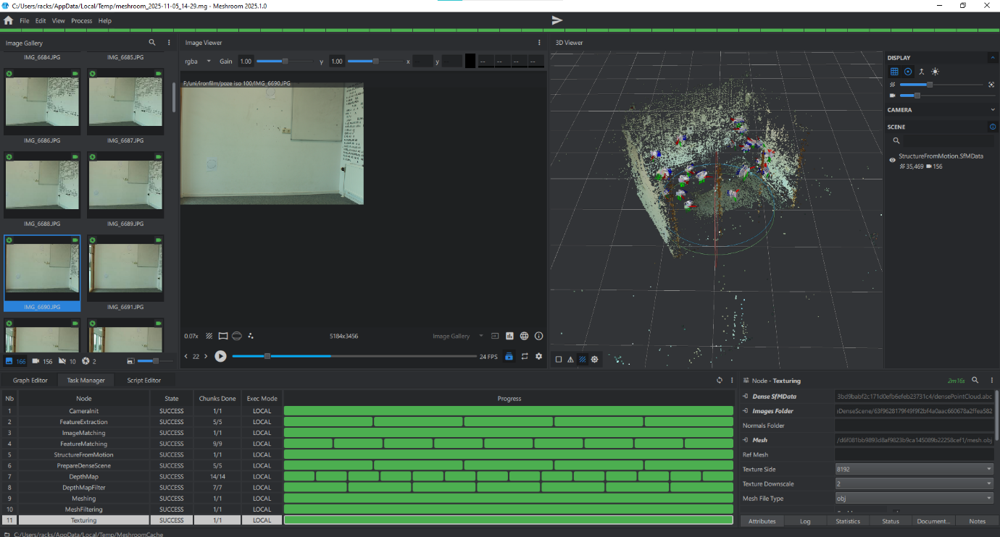 C:/Users/racks/AppData/Local/Temp/meshroom_2025-11-05_14-29.mg - Meshroom 2025.1.0
File Edit View Process Help
Image Gallery
IMG_6684.JPG IMG_6685.JPG
IMG_6686.JPG IMG_6687.JPG
IMG_6688.JPG IMG_6689.JPG
IMG_6690.JPG IMG_6691.JPG
166 156 10 2
Image Viewer
rgba Gain 1.00 γ 1.00 x -- y -- -- -- -- --
F:/uni/ironfilm/poze iso 100/IMG_6690.JPG
0.07x 5184x3456 Image Gallery
22 24 FPS
3D Viewer
DISPLAY
CAMERA
SCENE
StructureFromMotion.SfMData
35,469 156
Graph Editor Task Manager Script Editor
Nb Node State Chunks Done Exec Mode Progress
1 CameraInit SUCCESS 1/1 LOCAL
2 FeatureExtraction SUCCESS 5/5 LOCAL
3 ImageMatching SUCCESS 1/1 LOCAL
4 FeatureMatching SUCCESS 9/9 LOCAL
5 StructureFromMotion SUCCESS 1/1 LOCAL
6 PrepareDenseScene SUCCESS 5/5 LOCAL
7 DepthMap SUCCESS 14/14 LOCAL
8 DepthMapFilter SUCCESS 7/7 LOCAL
9 Meshing SUCCESS 1/1 LOCAL
10 MeshFiltering SUCCESS 1/1 LOCAL
11 Texturing SUCCESS 1/1 LOCAL
Node - Texturing 2m16s
Dense SfMData 3bd9babf2c171d0efb6efeb23731c4/densePointCloud.abc
Images Folder eDenseScene/63f9628179f49f9f2bf4a0aac660678a2ffea582
Normals Folder
Mesh /d6f081bb9893d8af9823b9ca145089b22258cef1/mesh.obj
Ref Mesh
Texture Side 8192
Texture Downscale 2
Mesh File Type obj
Attributes Log Statistics Status Document... Notes
C:/Users/racks/AppData/Local/Temp/MeshroomCache